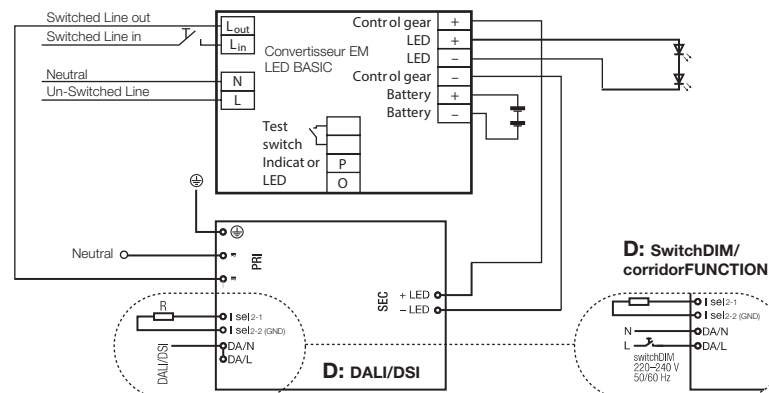 Switched Line out
Switched Line in
Neutral
Un-Switched Line
Lout
Lin
N
L
Convertisseur EM
LED BASIC
Control gear +
LED +
LED –
Control gear –
Battery +
Battery –
Test
switch
Indicator P
LED O
Neutral
PRI
SEC
+ LED
– LED
R
I sel2-1
I sel2-2 (GND)
DA/N
DA/L
DALI/DSI
D: DALI/DSI
D: SwitchDIM/
corridorFUNCTION
I sel2-1
I sel2-2 (GND)
N DA/N
L DA/L
switchDIM
220–240 V
50/60 Hz